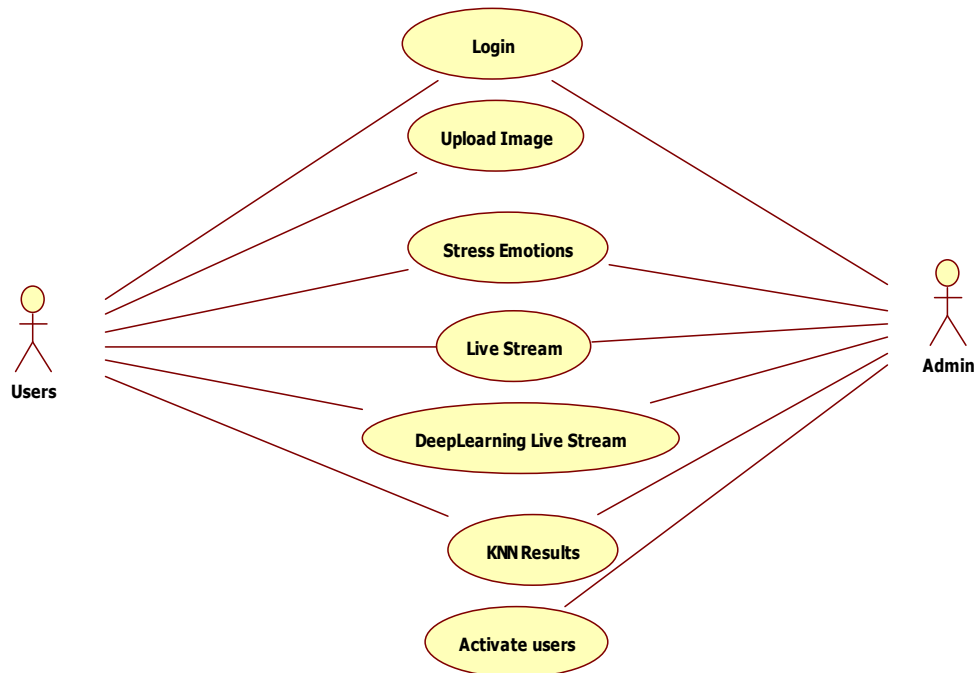 Login
Upload Image
Stress Emotions
Live Stream
Admin
Users
DeepLearning Live Stream
KNN Results
Activate users